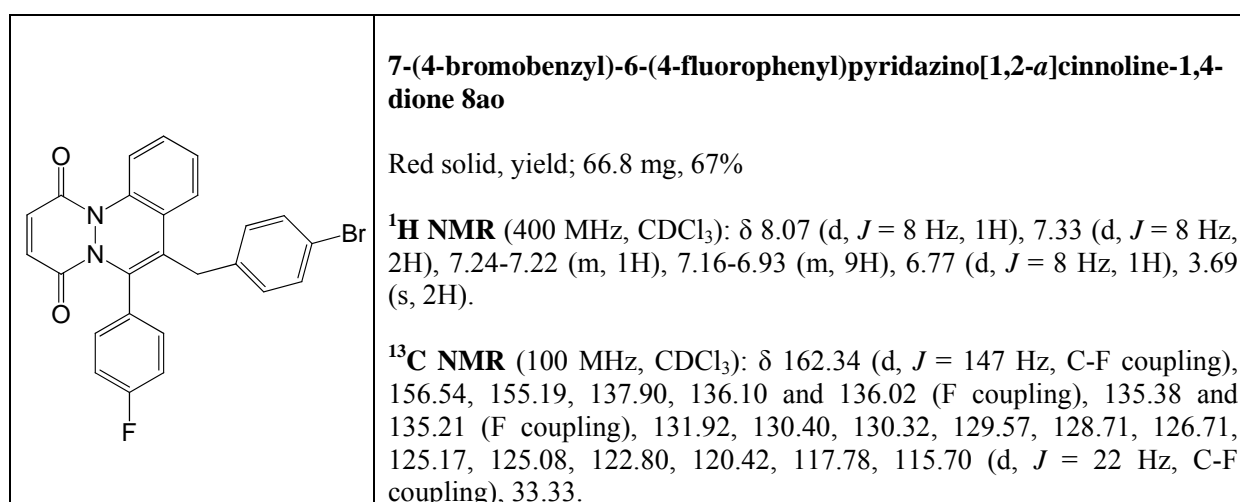 O
N
N
O
F
Br
7-(4-bromobenzyl)-6-(4-fluorophenyl)pyridazino[1,2-a]cinnoline-1,4-
dione 8ao
Red solid, yield; 66.8 mg, 67%
¹H NMR (400 MHz, CDCl₃): δ 8.07 (d, J = 8 Hz, 1H), 7.33 (d, J = 8 Hz,
2H), 7.24-7.22 (m, 1H), 7.16-6.93 (m, 9H), 6.77 (d, J = 8 Hz, 1H), 3.69
(s, 2H).
¹³C NMR (100 MHz, CDCl₃): δ 162.34 (d, J = 147 Hz, C-F coupling),
156.54, 155.19, 137.90, 136.10 and 136.02 (F coupling), 135.38 and
135.21 (F coupling), 131.92, 130.40, 130.32, 129.57, 128.71, 126.71,
125.17, 125.08, 122.80, 120.42, 117.78, 115.70 (d, J = 22 Hz, C-F
coupling), 33.33.